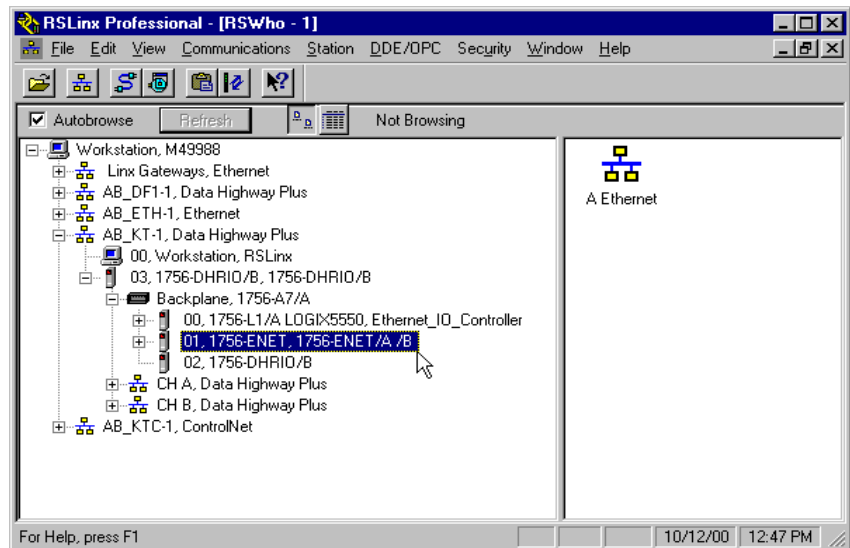 RSLinx Professional - [RSWho - 1]
File Edit View Communications Station DDE/OPC Security Window Help
Autobrowse Refresh Not Browsing
Workstation, M49988
Linx Gateways, Ethernet
AB_DF1-1, Data Highway Plus
AB_ETH-1, Ethernet
AB_KT-1, Data Highway Plus
00, Workstation, RSLinx
03, 1756-DHRIO/B, 1756-DHRIO/B
Backplane, 1756-A7/A
00, 1756-L1/A LOGIX5550, Ethernet_IO_Controller
01, 1756-ENET, 1756-ENET/A /B
02, 1756-DHRIO/B
CH A, Data Highway Plus
CH B, Data Highway Plus
AB_KTC-1, ControlNet
A Ethernet
For Help, press F1 10/12/00 12:47 PM